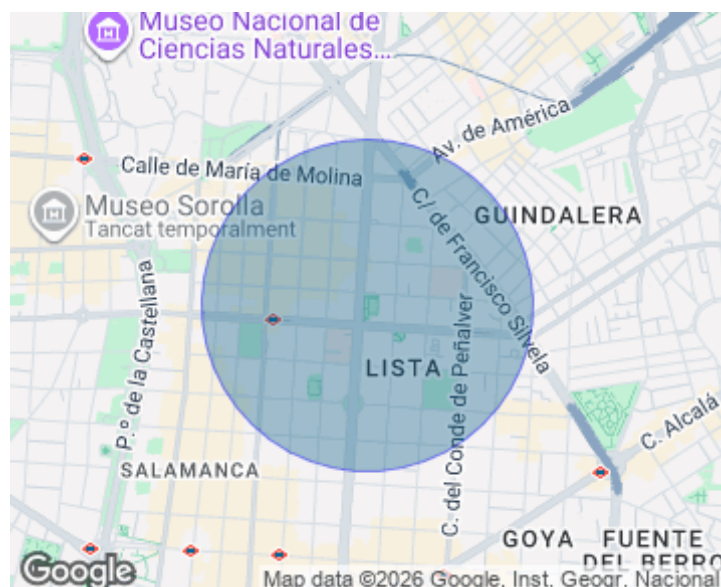 Museo Nacional de
Ciencias Naturales...
Av. de América
Calle de María de Molina
Museo Sorolla
Tancat temporalment
C/ de Francisco Silvela
GUINDALERA
P.º de la Castellana
LISTA
C. del Conde de Peñalver
C. Alcalá
SALAMANCA
GOYA
FUENTE
DEL BERRO
Google
Map data ©2026 Google, Inst. Geogr. Nacional